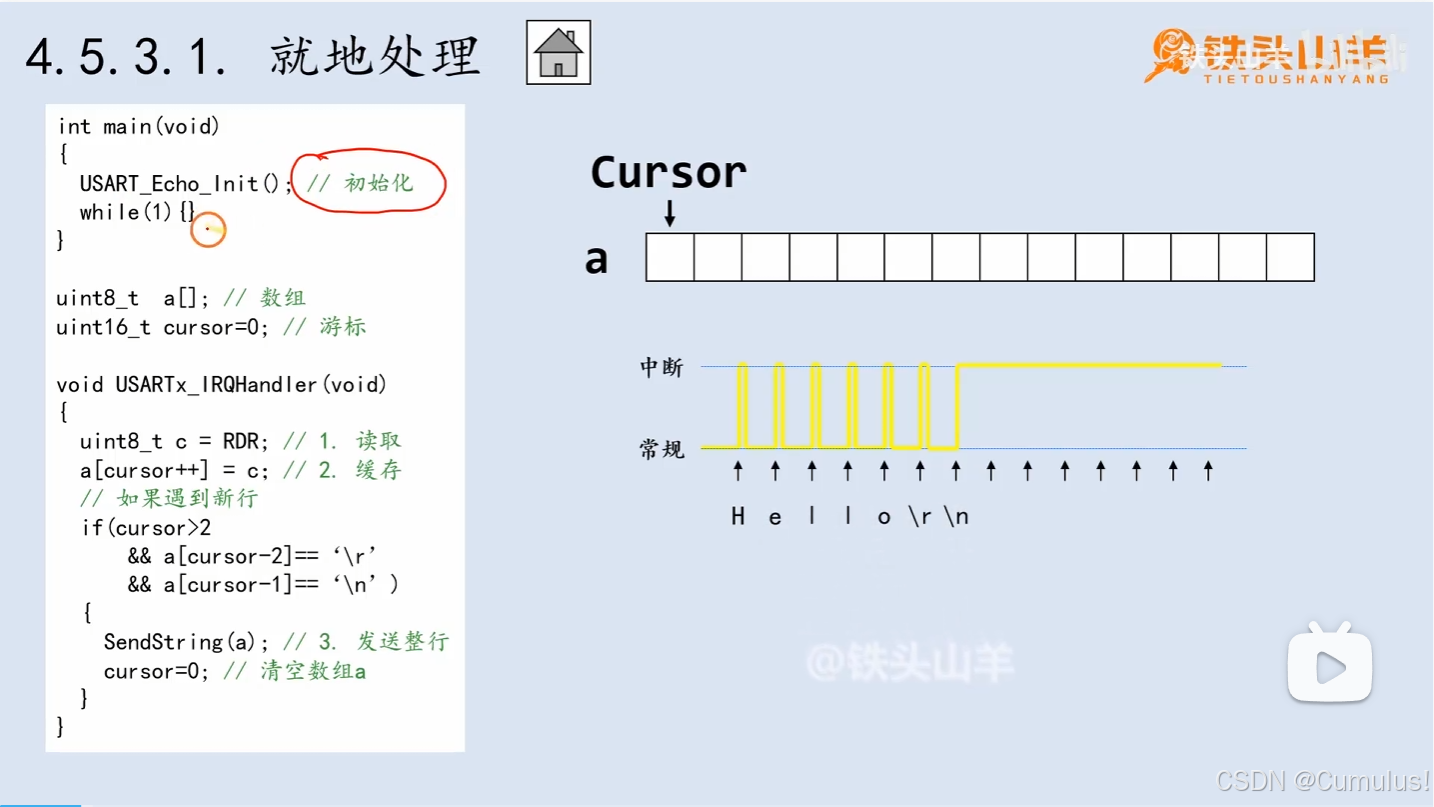 4.5.3.1. 就地处理
铁头山羊
TIETOUSHANYANG
int main(void)
{
USART_Echo_Init(); // 初始化
while(1){}
}
uint8_t a[]; // 数组
uint16_t cursor=0; // 游标
void USARTx_IRQHandler(void)
{
uint8_t c = RDR; // 1. 读取
a[cursor++] = c; // 2. 缓存
// 如果遇到新行
if(cursor>2
&& a[cursor-2]==‘\r’
&& a[cursor-1]==‘\n’)
{
SendString(a); // 3. 发送整行
cursor=0; // 清空数组a
}
}
Cursor
a
中断
常规
H e l l o \r \n
@铁头山羊
CSDN @Cumulus!